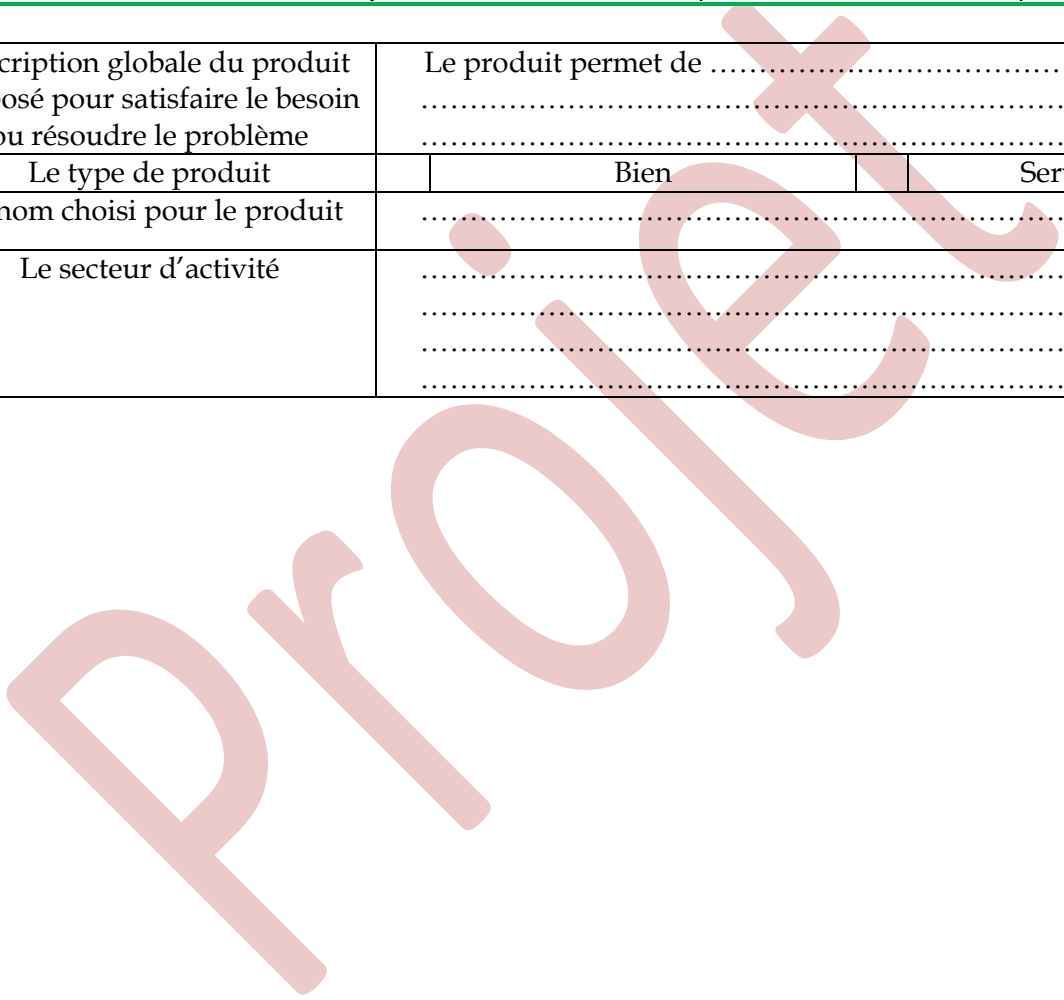 cription globale du produit
posé pour satisfaire le besoin
ou résoudre le problème
Le produit permet de ……………………………
……………………………………………………
……………………………………………………
Le type de produit
Bien
Ser
nom choisi pour le produit
……………………………………………………
Le secteur d’activité
……………………………………………………
……………………………………………………
……………………………………………………
……………………………………………………
Projet